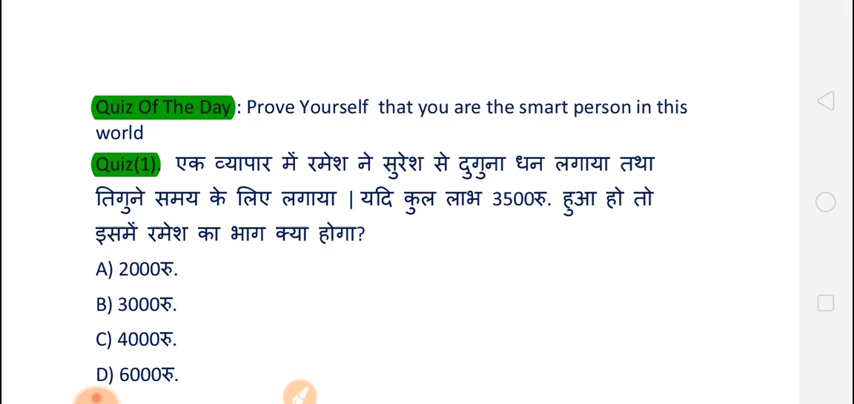 Quiz Of The Day : Prove Yourself that you are the smart person in this
world
Quiz(1). एक व्यापार में रमेश ने सुरेश से दुगुना धन लगाया तथा
तिगुने समय के लिए लगाया | यदि कुल लाभ 3500रु. हुआ हो तो
इसमें रमेश का भाग क्या होगा?
A) 2000रु.
B) 3000रु.
C) 4000रु.
D) 6000रु.